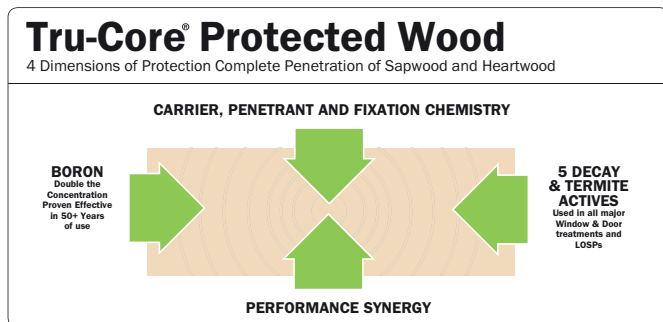 Tru-Core® Protected Wood
4 Dimensions of Protection Complete Penetration of Sapwood and Heartwood
CARRIER, PENETRANT AND FIXATION CHEMISTRY
BORON
Double the
Concentration
Proven Effective
in 50+ Years
of use
5 DECAY
& TERMITE
ACTIVES
Used in all major
Window & Door
treatments and
LOSPs
PERFORMANCE SYNERGY